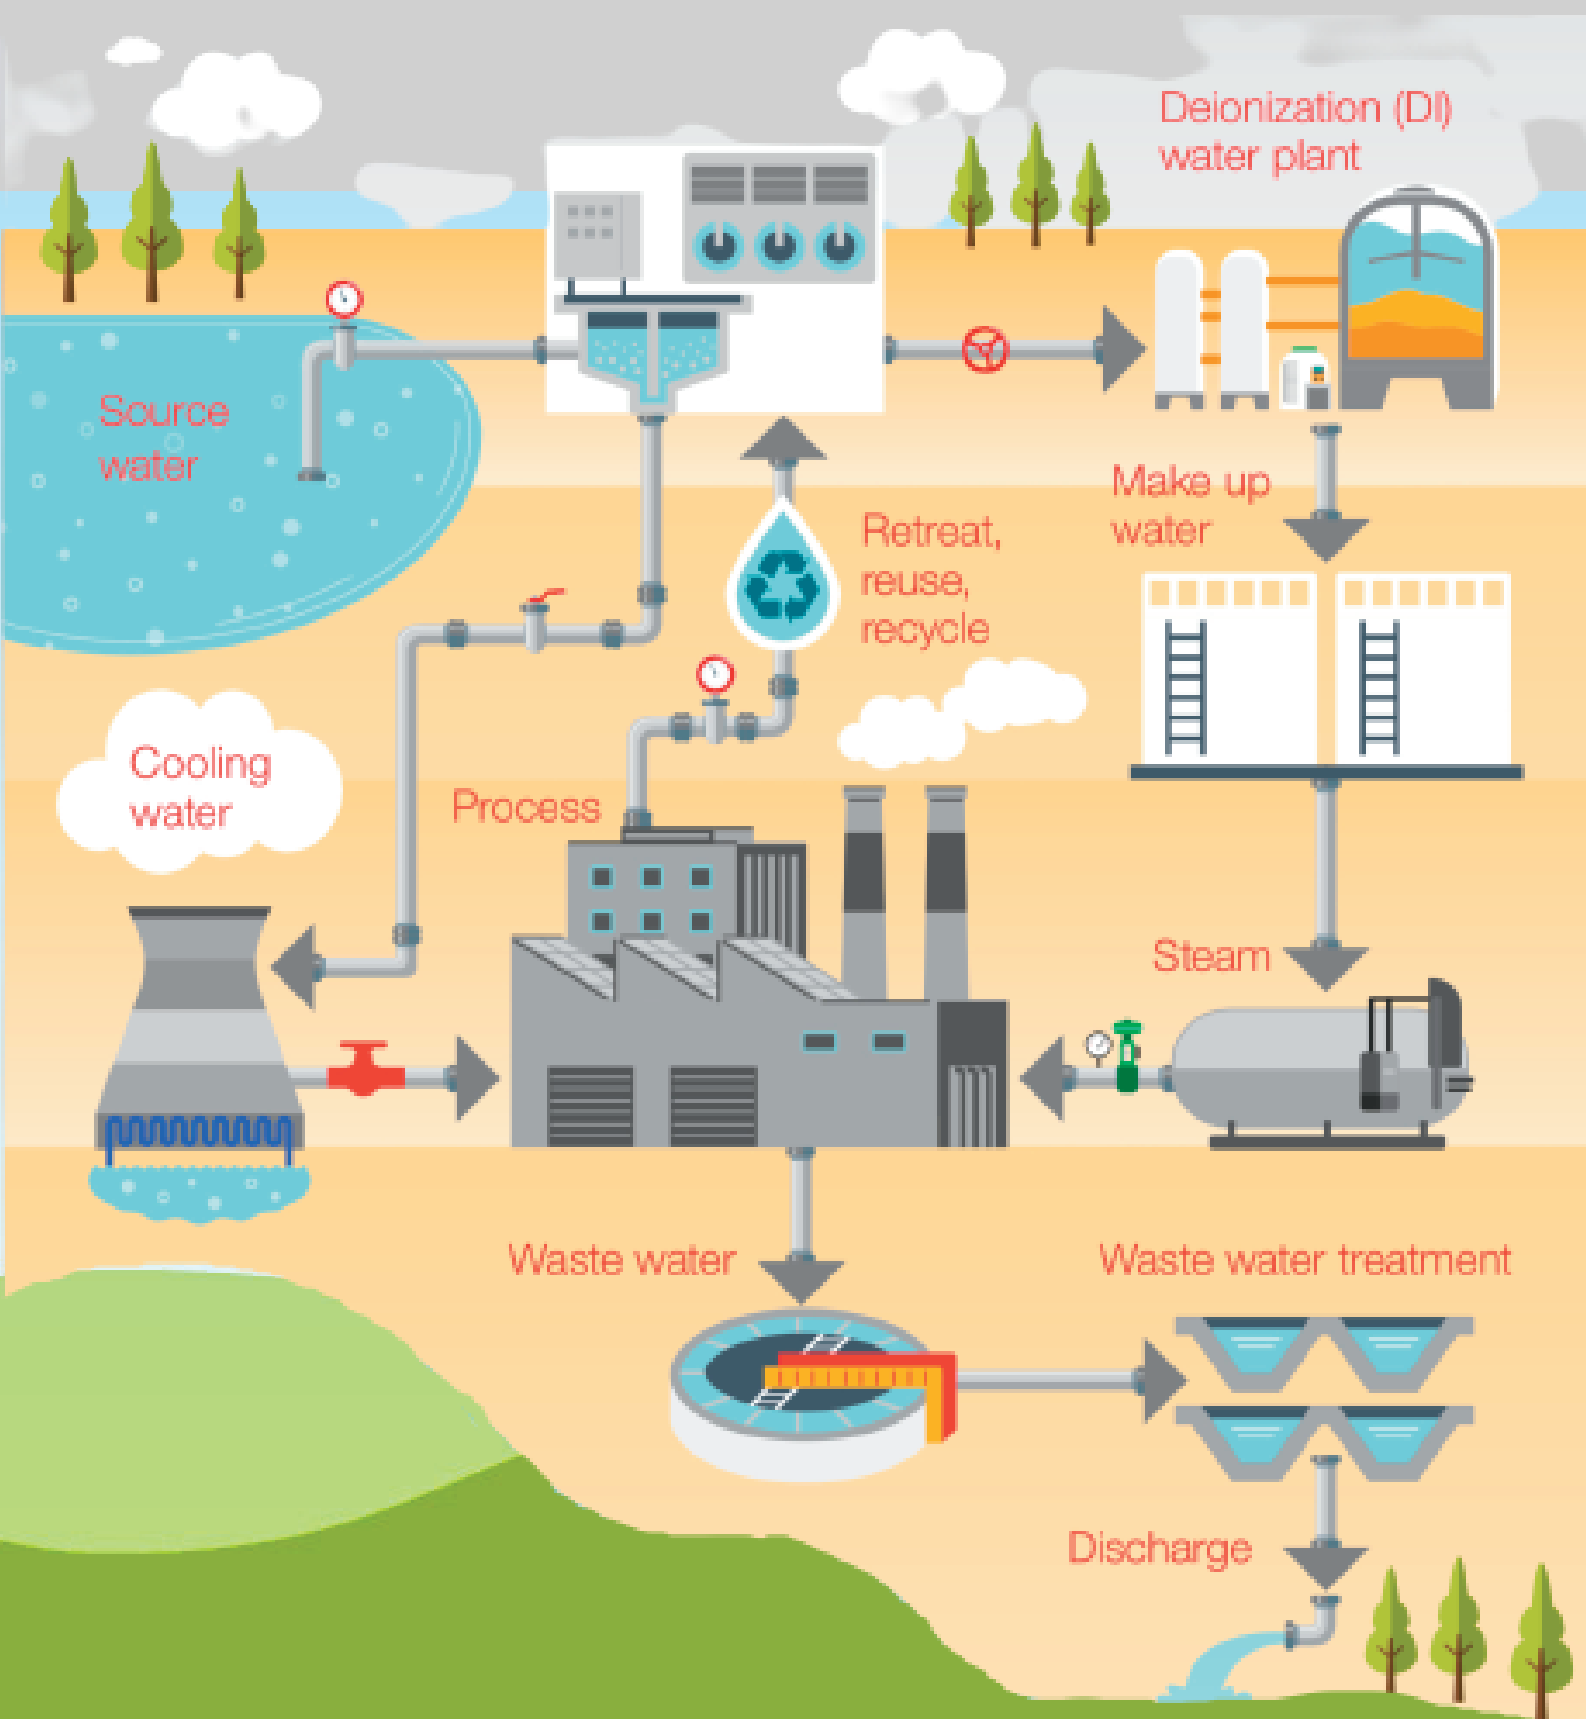 Deionization (DI)
water plant
Source
water
Make up
water
Retreat,
reuse,
recycle
Cooling
water
Process
Steam
Waste water
Waste water treatment
Discharge